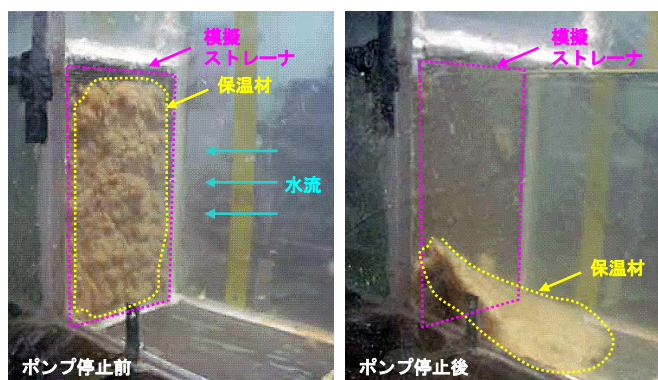 模擬
ストレーナ
保温材
水流
ポンプ停止前
模擬
ストレーナ
保温材
ポンプ停止後